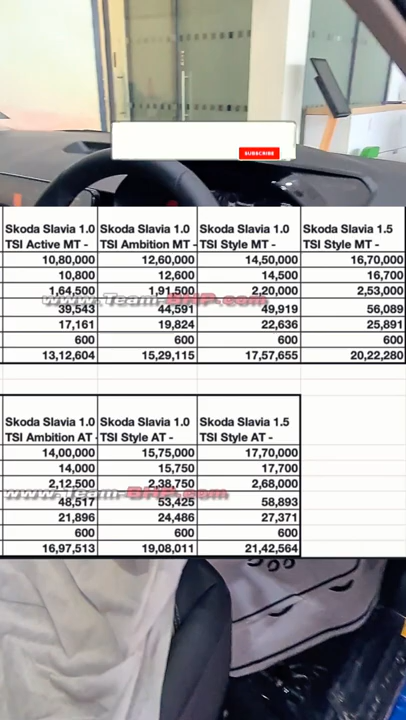 SUBSCRIBE
Skoda Slavia 1.0 Skoda Slavia 1.0 Skoda Slavia 1.0 Skoda Slavia 1.5
TSI Active MT - TSI Ambition MT - TSI Style MT - TSI Style MT -
10,80,000 12,60,000 14,50,000 16,70,000
10,800 12,600 14,500 16,700
1,64,500 1,91,500 2,20,000 2,53,000
www.Team-BHP.com
39,543 44,591 49,919 56,089
17,161 19,824 22,636 25,891
600 600 600 600
13,12,604 15,29,115 17,57,655 20,22,280
Skoda Slavia 1.0 Skoda Slavia 1.0 Skoda Slavia 1.5
TSI Ambition AT - TSI Style AT - TSI Style AT -
14,00,000 15,75,000 17,70,000
14,000 15,750 17,700
2,12,500 2,38,750 2,68,000
www.Team-BHP.com
48,517 53,425 58,893
21,896 24,486 27,371
600 600 600
16,97,513 19,08,011 21,42,564